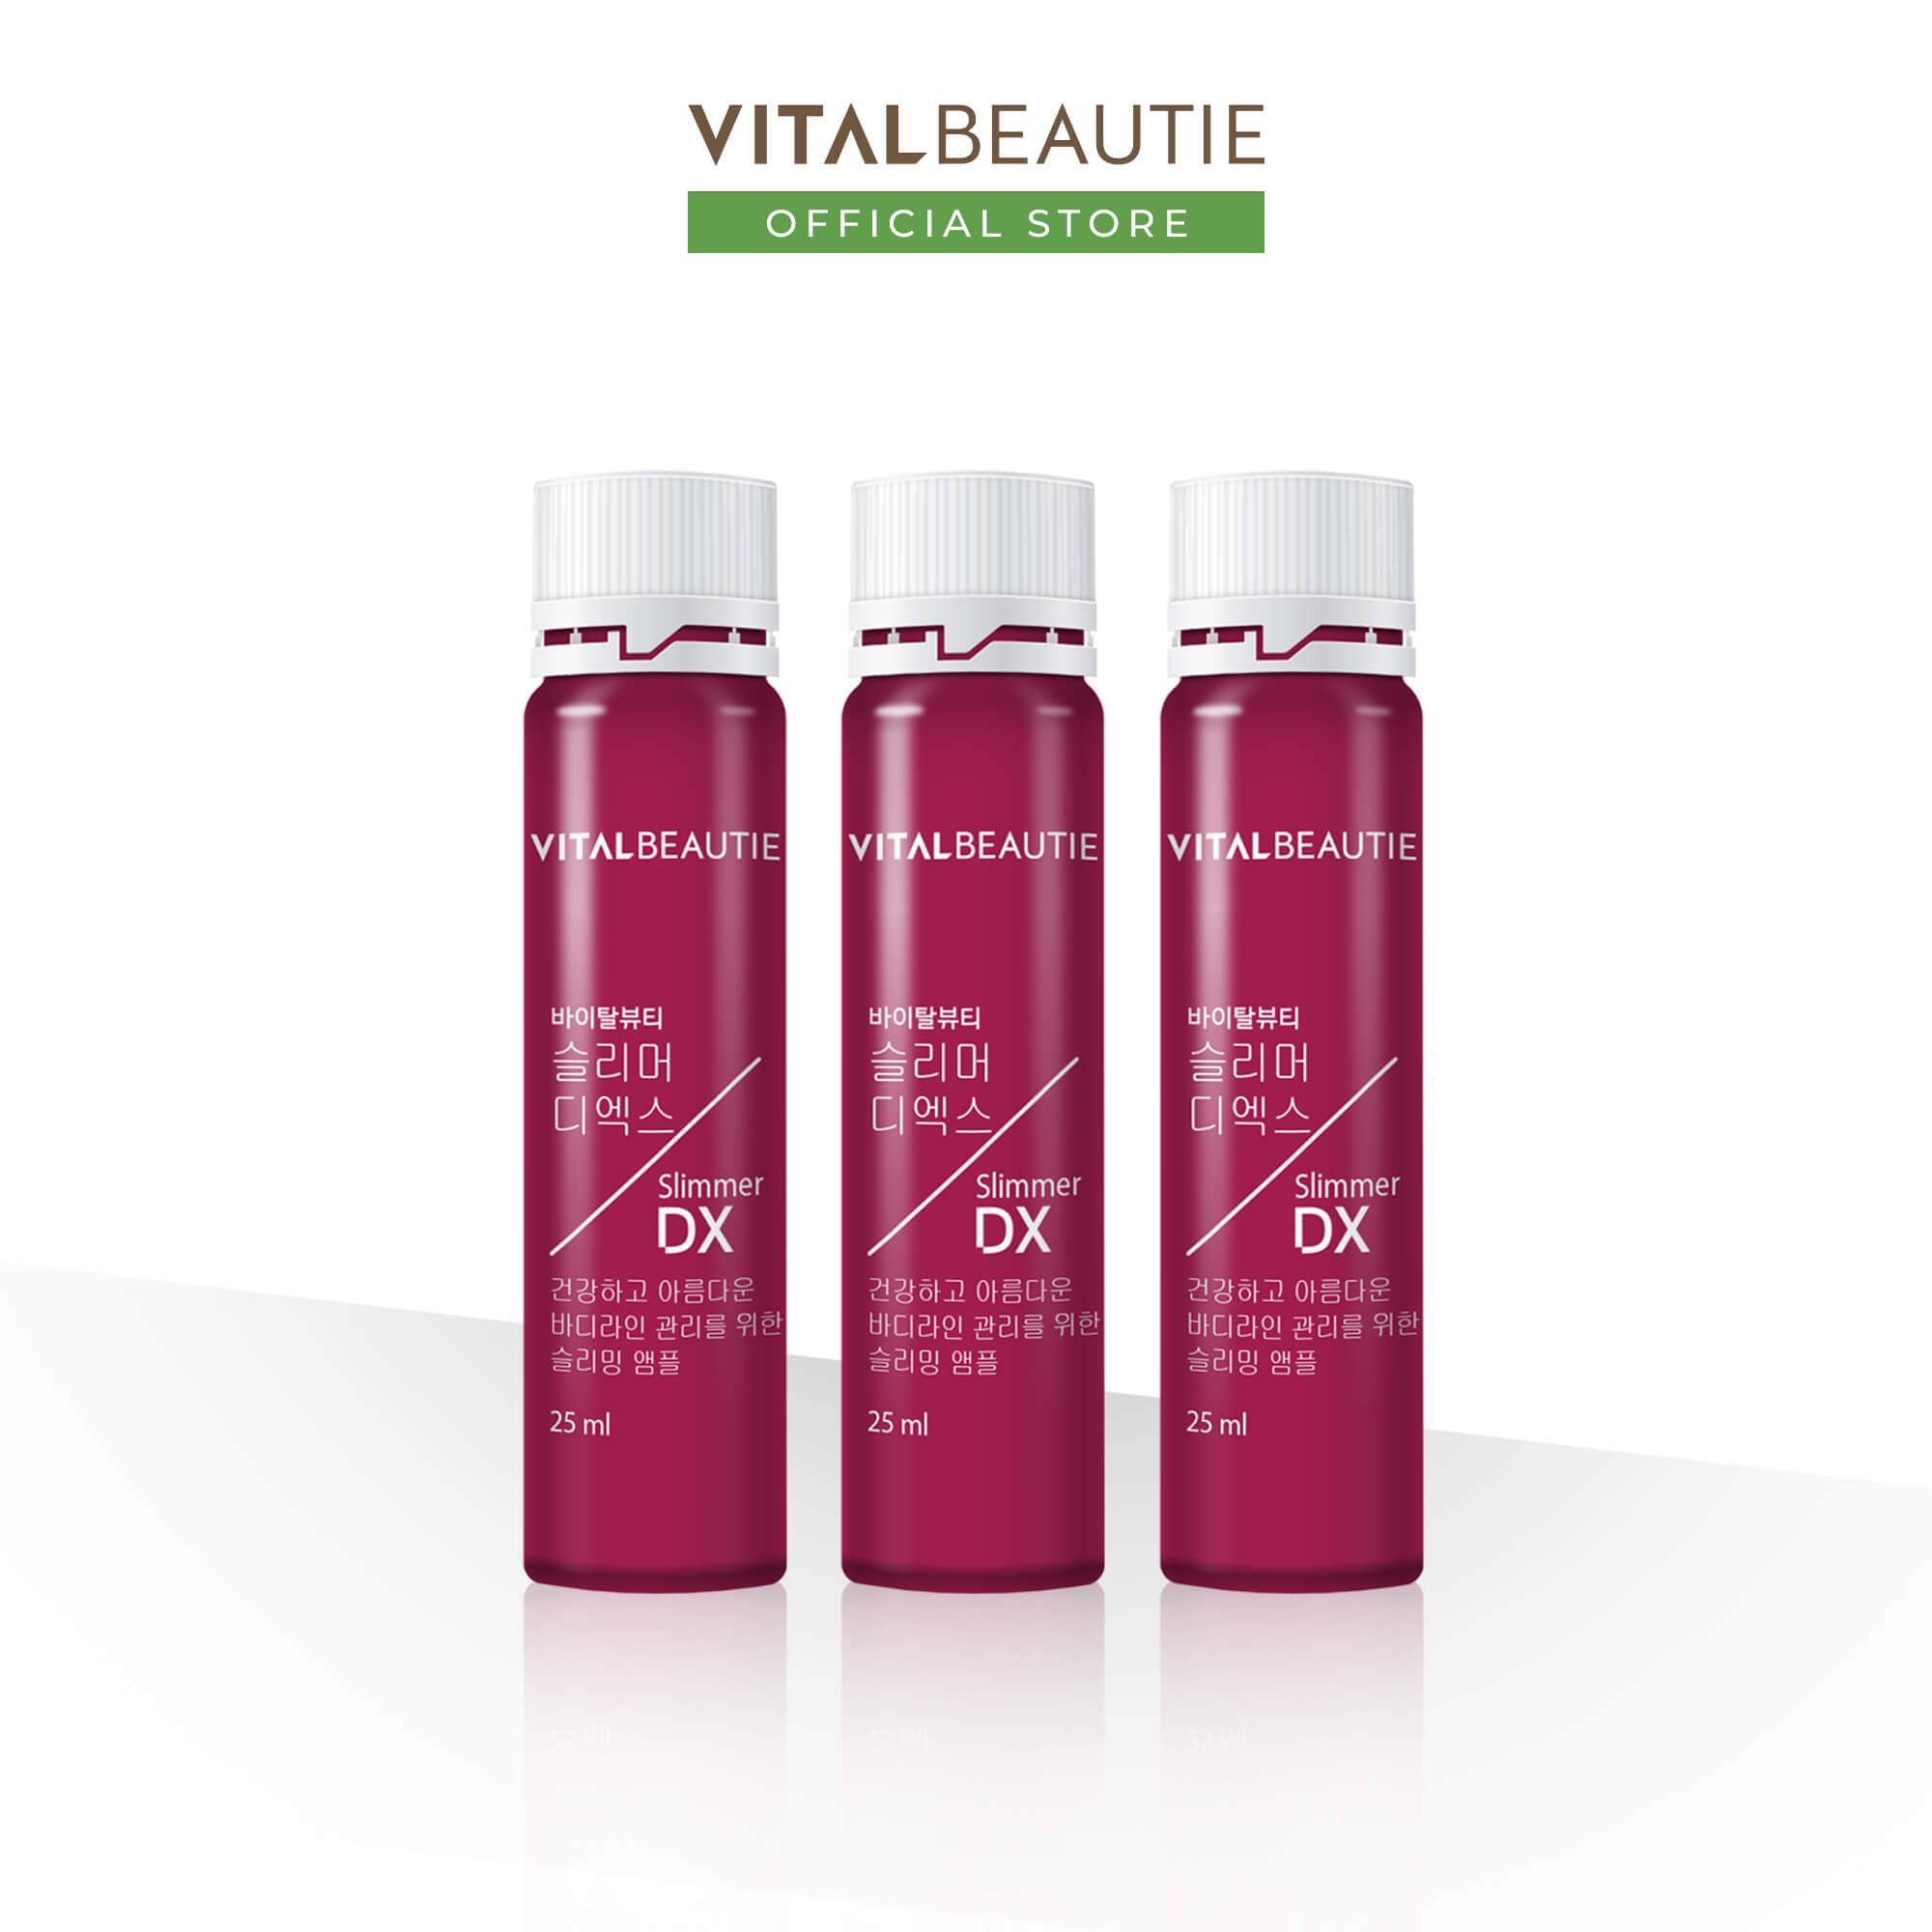 VITALBEAUTIE
OFFICIAL STORE
VITALBEAUTIE
바이탈뷰티
슬리머
디엑스
Slimmer
DX
건강하고 아름다운
바디라인 관리를 위한
슬리밍 앰플
25 ml
VITALBEAUTIE
바이탈뷰티
슬리머
디엑스
Slimmer
DX
건강하고 아름다운
바디라인 관리를 위한
슬리밍 앰플
25 ml
VITALBEAUTIE
바이탈뷰티
슬리머
디엑스
Slimmer
DX
건강하고 아름다운
바디라인 관리를 위한
슬리밍 앰플
25 ml